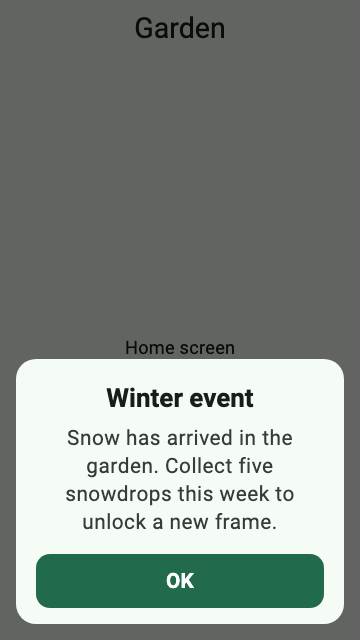 Garden
Home screen
Winter event
Snow has arrived in the
garden. Collect five
snowdrops this week to
unlock a new frame.
OK